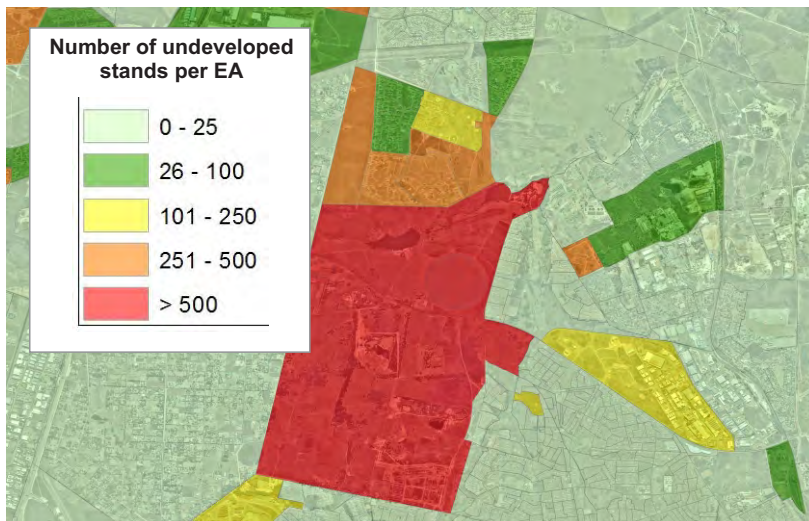 Number of undeveloped
stands per EA
0 - 25
26 - 100
101 - 250
251 - 500
> 500